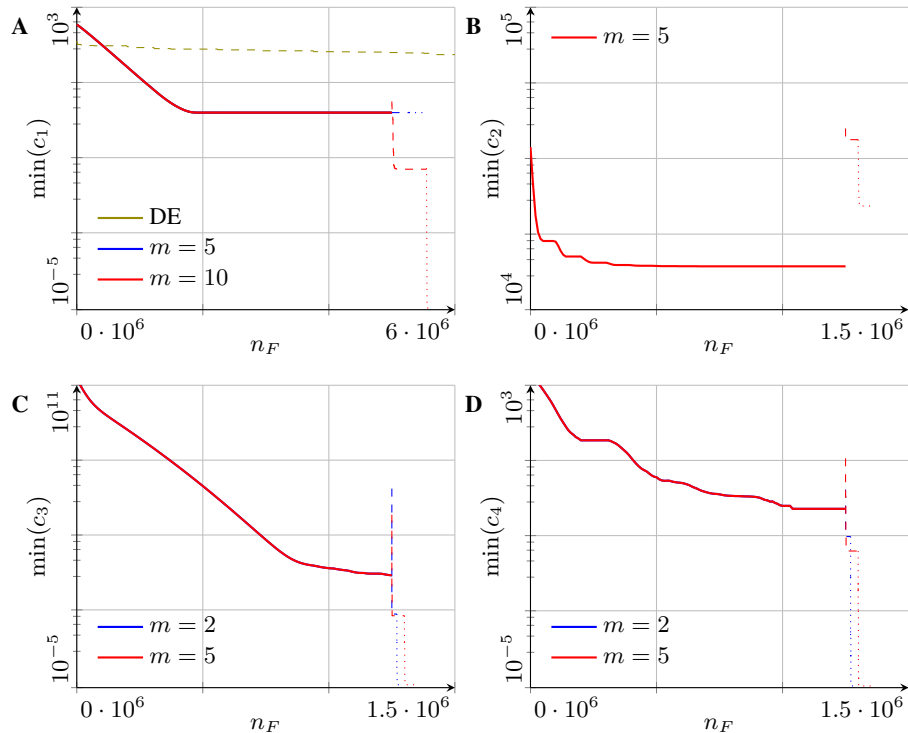 A
10^3
min(c_1)
10^{-5}
DE
m = 5
m = 10
0 · 10^6
6 · 10^6
n_F
B
10^5
min(c_2)
10^4
m = 5
0 · 10^6
1.5 · 10^6
n_F
C
10^{11}
min(c_3)
10^{-5}
m = 2
m = 5
0 · 10^6
1.5 · 10^6
n_F
D
10^3
min(c_4)
10^{-5}
m = 2
m = 5
0 · 10^6
1.5 · 10^6
n_F